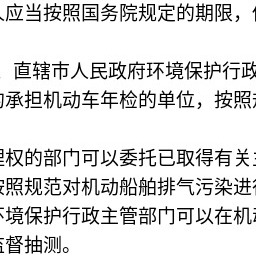 人应当按照国务院规定的期限,
直辖市人民政府环境保护行政
的承担机动车年检的单位,按照
理权的部门可以委托已取得有关
按照规范对机动船舶排气污染进行
环境保护行政主管部门可以在机动
监督抽测。